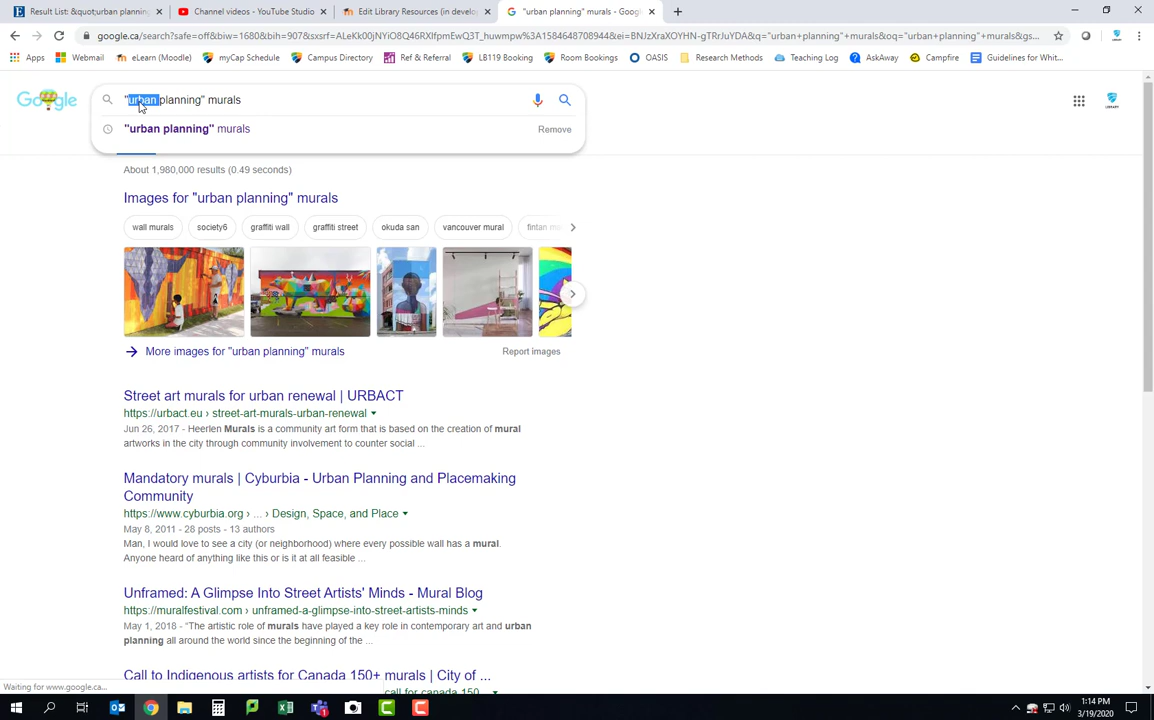 Result List: &quot;urban planning"
Channel videos - YouTube Studio
Edit Library Resources (in develo
"urban planning" murals - Goog
google.ca/search?safe=off&biw=1680&bih=907&sxsrf=ALeKk00jNYiO8Q46RXIfpmEwQ3T_huwmpw%3A1584648708944&ei=BNJzXraXOYHN-gTRrJuYDA&q="urban+planning"+murals&oq="urban+planning"+murals&gs...
Apps
Webmail
eLearn (Moodle)
myCap Schedule
Campus Directory
Ref & Referral
LB119 Booking
Room Bookings
OASIS
Research Methods
Teaching Log
AskAway
Campfire
Guidelines for Whit...
Google
"urban planning" murals
"urban planning" murals
Remove
LIBRARY
About 1,980,000 results (0.49 seconds)
Images for "urban planning" murals
wall murals
society6
graffiti wall
graffiti street
okuda san
vancouver mural
fintan m
More images for "urban planning" murals
Report images
Street art murals for urban renewal | URBACT
https://urbact.eu › street-art-murals-urban-renewal
Jun 26, 2017 - Heerlen Murals is a community art form that is based on the creation of mural
artworks in the city through community involvement to counter social ...
Mandatory murals | Cyburbia - Urban Planning and Placemaking
Community
https://www.cyburbia.org › ... › Design, Space, and Place
May 8, 2011 - 28 posts - 13 authors
Man, I would love to see a city (or neighborhood) where every possible wall has a mural.
Anyone heard of anything like this or is it at all feasible ...
Unframed: A Glimpse Into Street Artists' Minds - Mural Blog
https://muralfestival.com › unframed-a-glimpse-into-street-artists-minds
May 1, 2018 - “The artistic role of murals have played a key role in contemporary art and urban
planning all around the world since the beginning of the ...
Call to Indigenous artists for Canada 150+ murals | City of ...
call for canada 150
Waiting for www.google.ca...
1:14 PM
3/19/2020